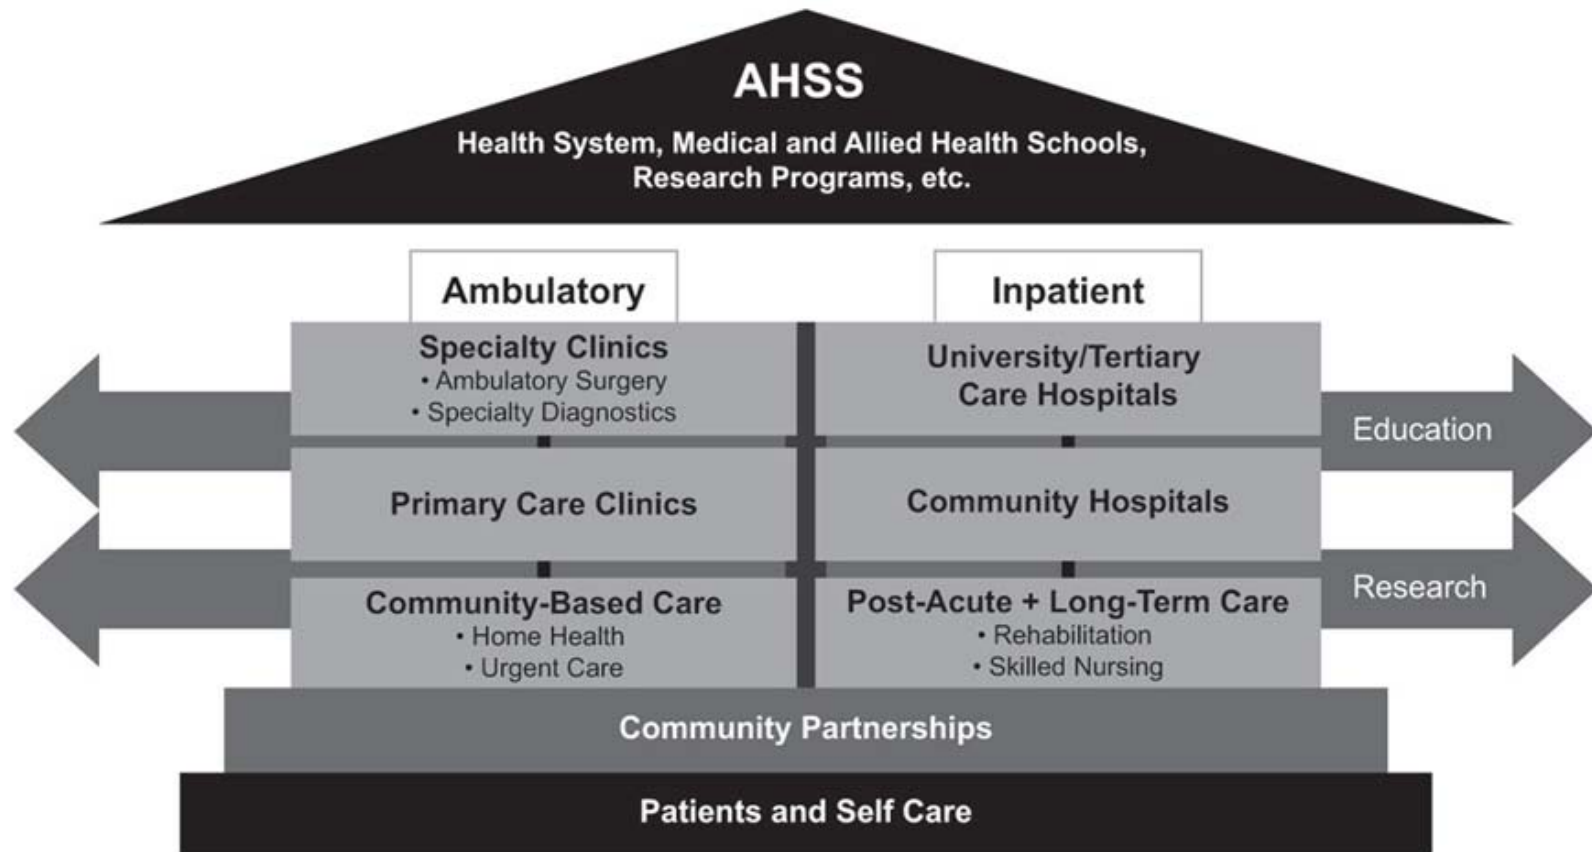 AHSS
Health System, Medical and Allied Health Schools,
Research Programs, etc.
Ambulatory
Inpatient
Specialty Clinics
• Ambulatory Surgery
• Specialty Diagnostics
University/Tertiary
Care Hospitals
Education
Primary Care Clinics
Community Hospitals
Research
Community-Based Care
• Home Health
• Urgent Care
Post-Acute + Long-Term Care
• Rehabilitation
• Skilled Nursing
Community Partnerships
Patients and Self Care